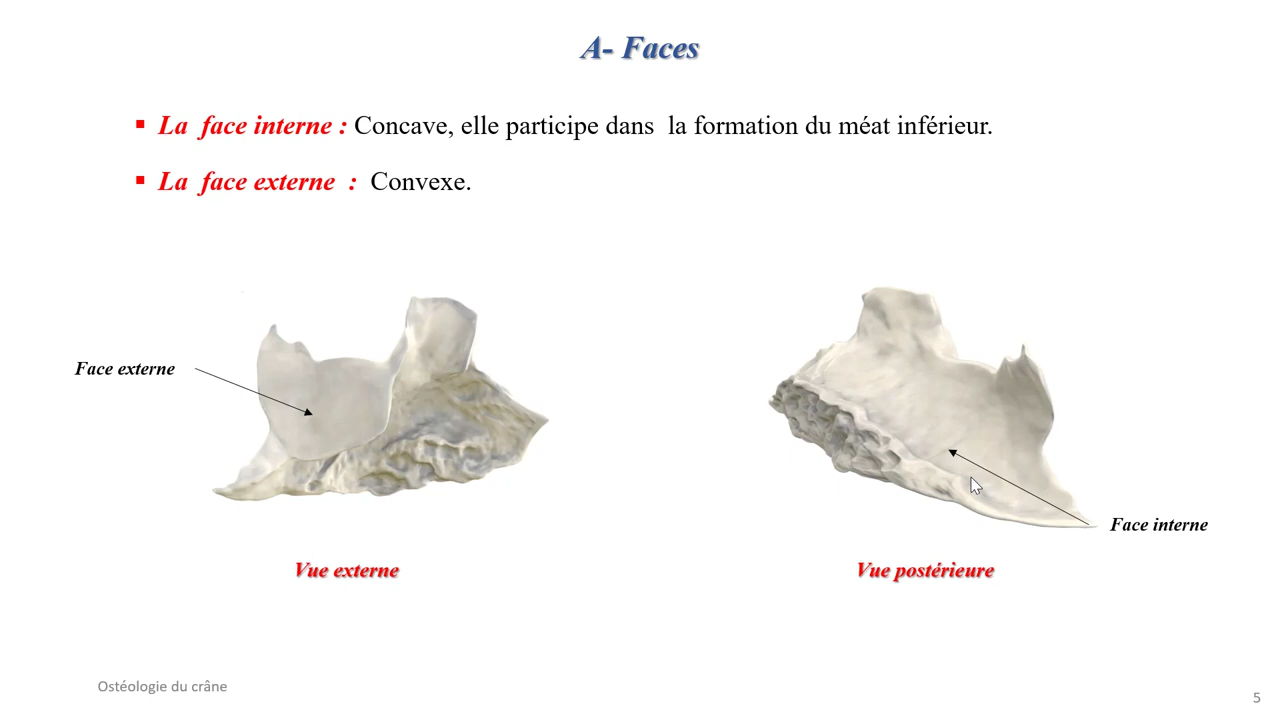 A- Faces
▪ La face interne : Concave, elle participe dans la formation du méat inférieur.
▪ La face externe : Convexe.
Face externe
Face interne
Vue externe
Vue postérieure
Ostéologie du crâne
5